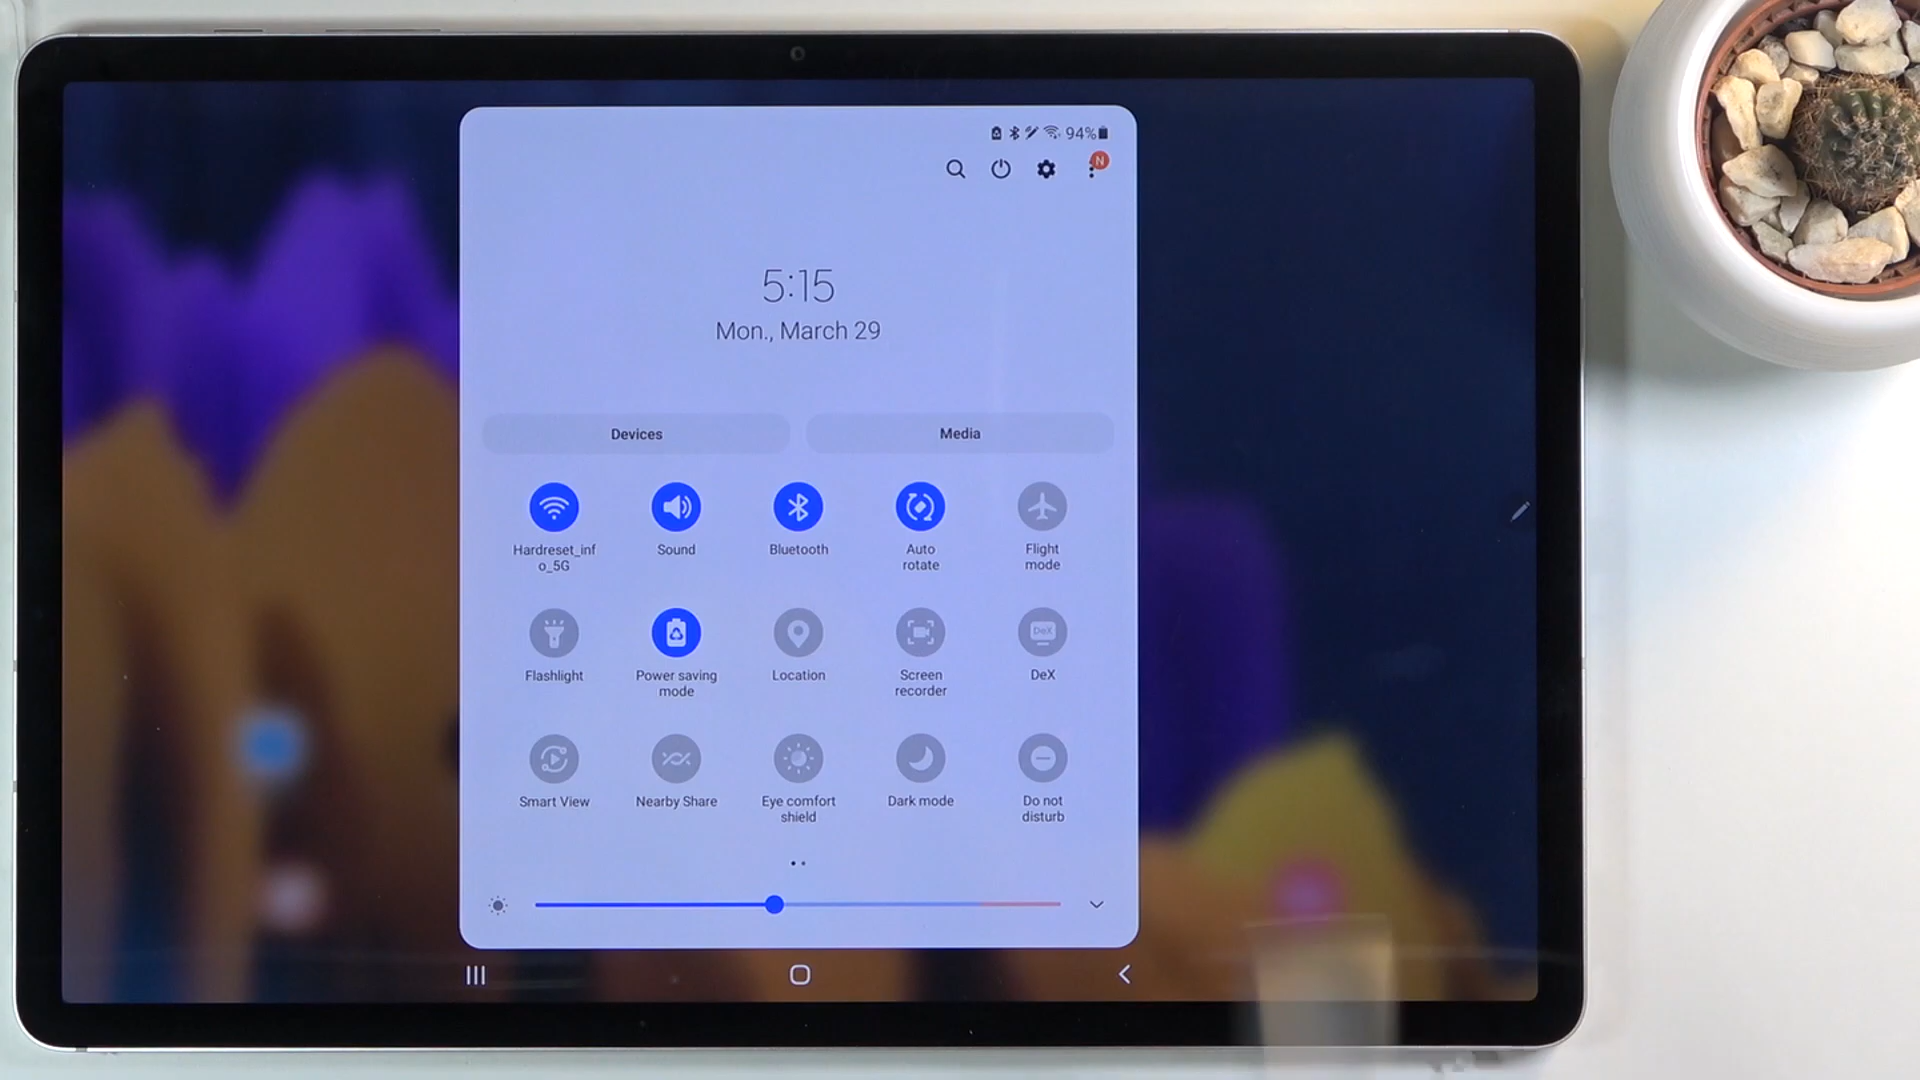 94%
N
5:15
Mon., March 29
Devices Media
Hardreset_inf
o_5G
Sound
Bluetooth
Auto
rotate
Flight
mode
Flashlight
Power saving
mode
Location
Screen
recorder
DeX
DeX
Smart View
Nearby Share
Eye comfort
shield
Dark mode
Do not
disturb